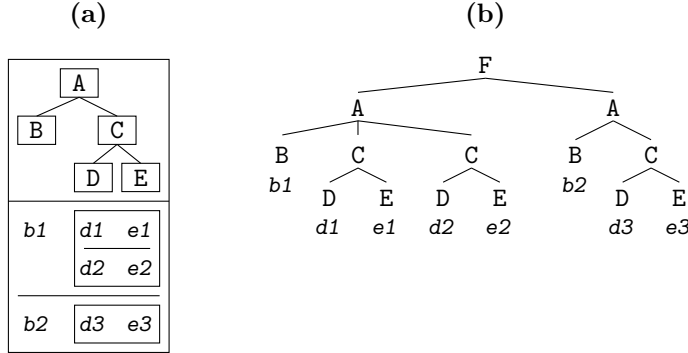 (a)
A
B C
D E
b1 d1 e1
d2 e2
b2 d3 e3
(b)
F
A A
B C C B C
b1 b2
D E D E D E
d1 e1 d2 e2 d3 e3